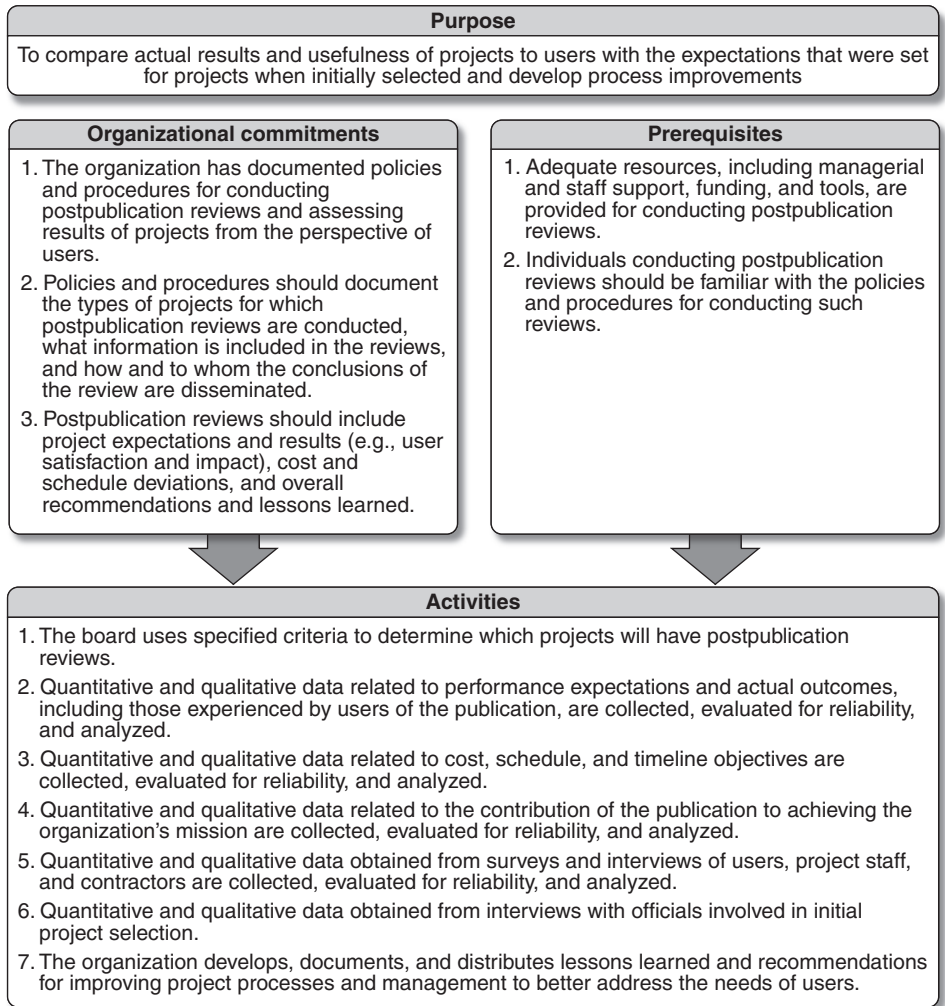 Purpose
To compare actual results and usefulness of projects to users with the expectations that were set
for projects when initially selected and develop process improvements
Organizational commitments
1. The organization has documented policies
and procedures for conducting
postpublication reviews and assessing
results of projects from the perspective of
users.
2. Policies and procedures should document
the types of projects for which
postpublication reviews are conducted,
what information is included in the reviews,
and how and to whom the conclusions of
the review are disseminated.
3. Postpublication reviews should include
project expectations and results (e.g., user
satisfaction and impact), cost and
schedule deviations, and overall
recommendations and lessons learned.
Prerequisites
1. Adequate resources, including managerial
and staff support, funding, and tools, are
provided for conducting postpublication
reviews.
2. Individuals conducting postpublication
reviews should be familiar with the policies
and procedures for conducting such
reviews.
Activities
1. The board uses specified criteria to determine which projects will have postpublication
reviews.
2. Quantitative and qualitative data related to performance expectations and actual outcomes,
including those experienced by users of the publication, are collected, evaluated for reliability,
and analyzed.
3. Quantitative and qualitative data related to cost, schedule, and timeline objectives are
collected, evaluated for reliability, and analyzed.
4. Quantitative and qualitative data related to the contribution of the publication to achieving the
organization's mission are collected, evaluated for reliability, and analyzed.
5. Quantitative and qualitative data obtained from surveys and interviews of users, project staff,
and contractors are collected, evaluated for reliability, and analyzed.
6. Quantitative and qualitative data obtained from interviews with officials involved in initial
project selection.
7. The organization develops, documents, and distributes lessons learned and recommendations
for improving project processes and management to better address the needs of users.